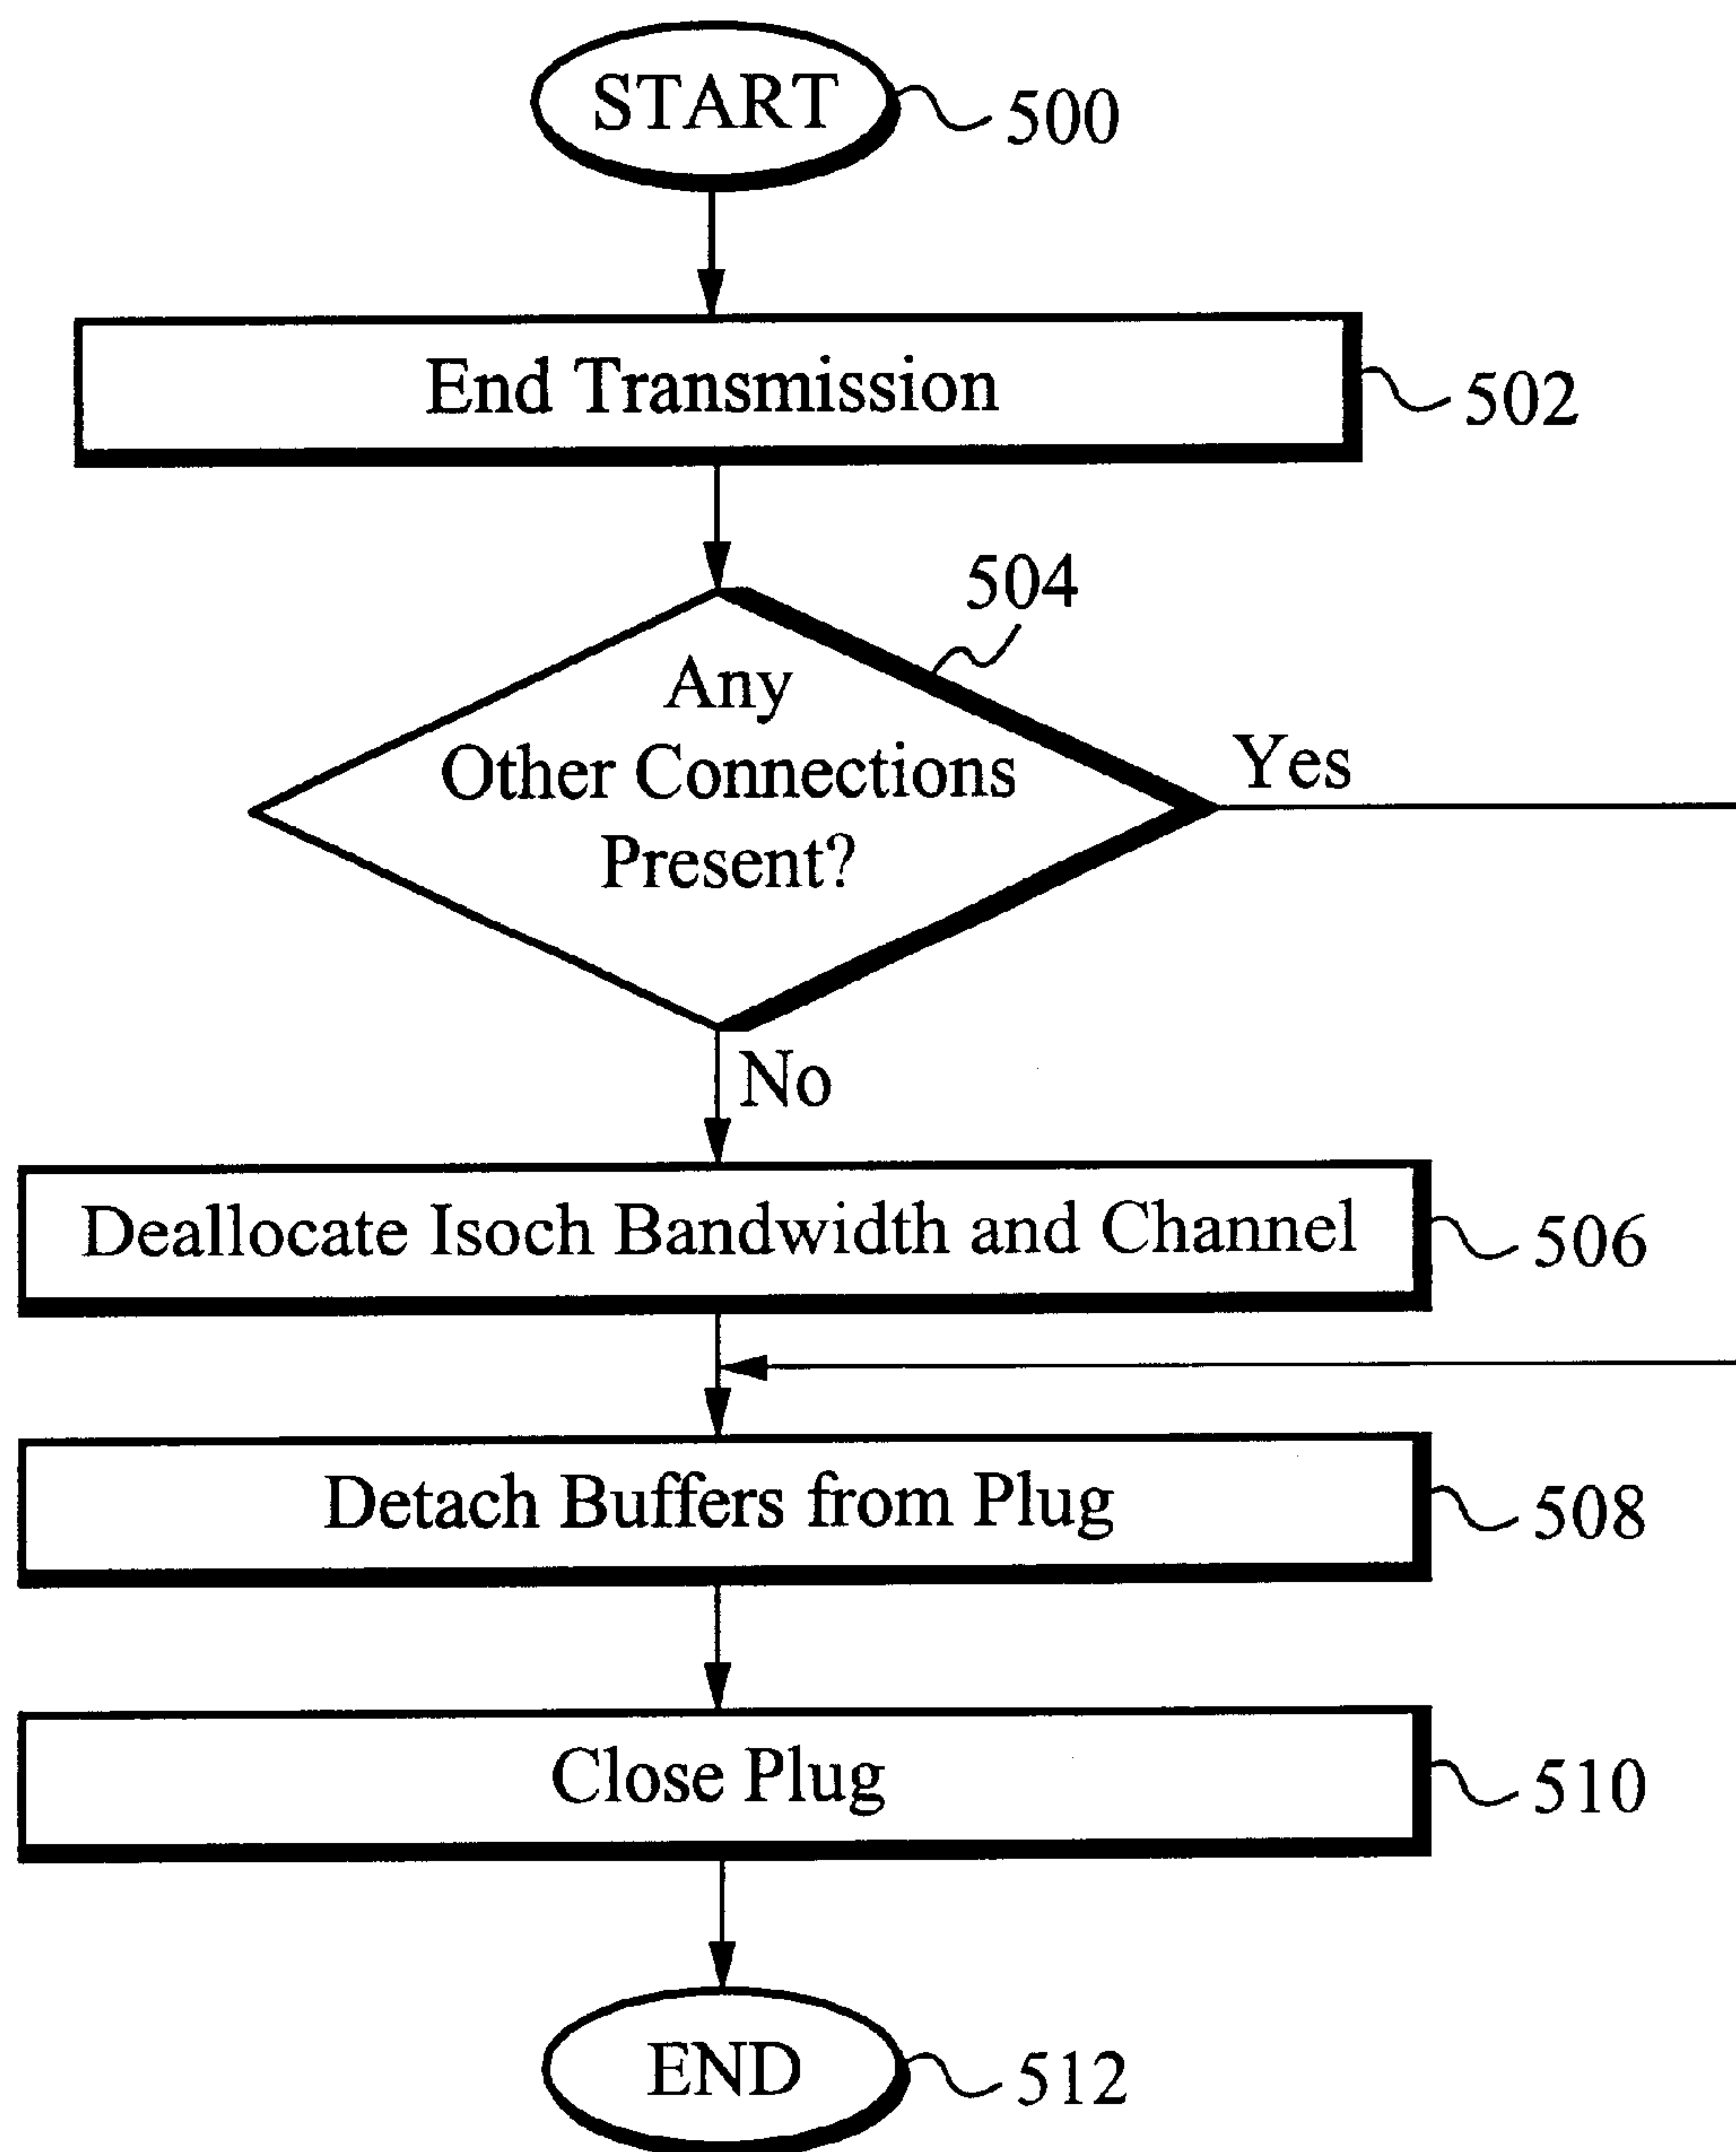 START
500
End Transmission
502
504
Any
Other Connections
Present?
Yes
No
Deallocate Isoch Bandwidth and Channel
506
Detach Buffers from Plug
508
Close Plug
510
END
512